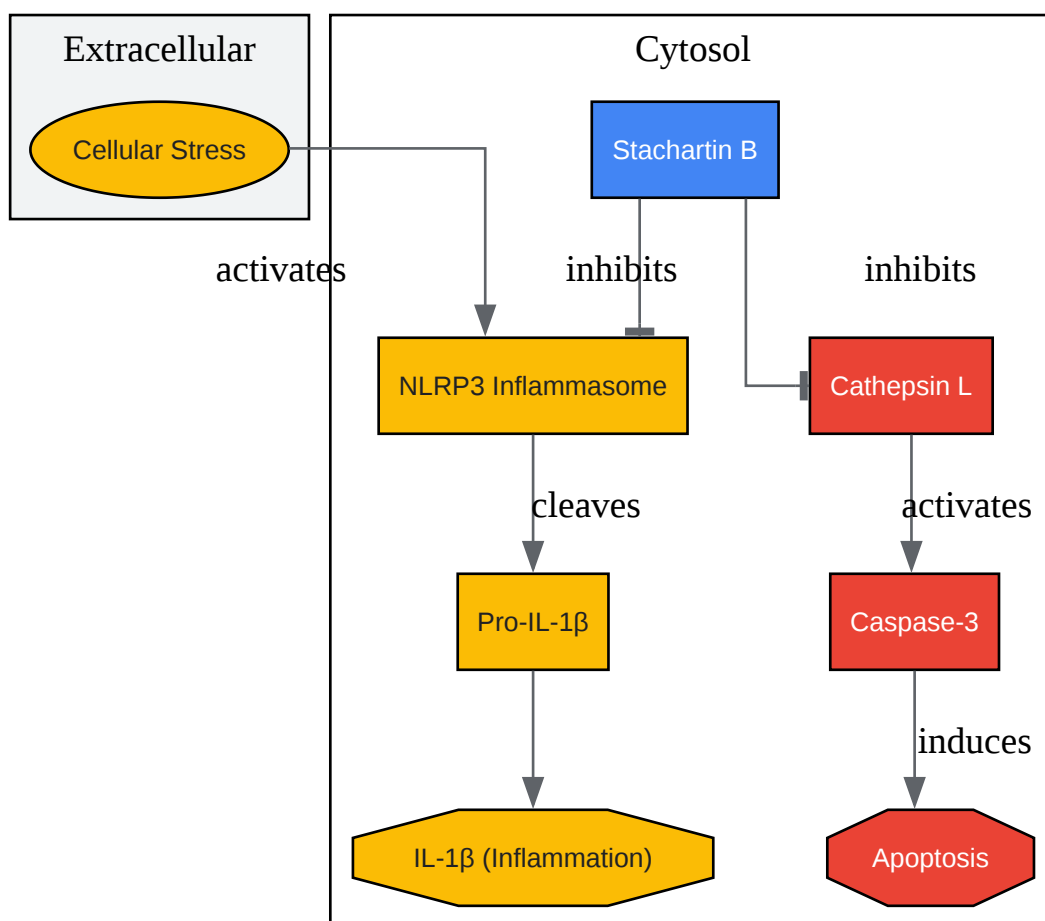 Extracellular
Cytosol
Cellular Stress
Stachartin B
activates
inhibits
inhibits
NLRP3 Inflammasome
Cathepsin L
cleaves
activates
Pro-IL-1β
Caspase-3
induces
IL-1β (Inflammation)
Apoptosis